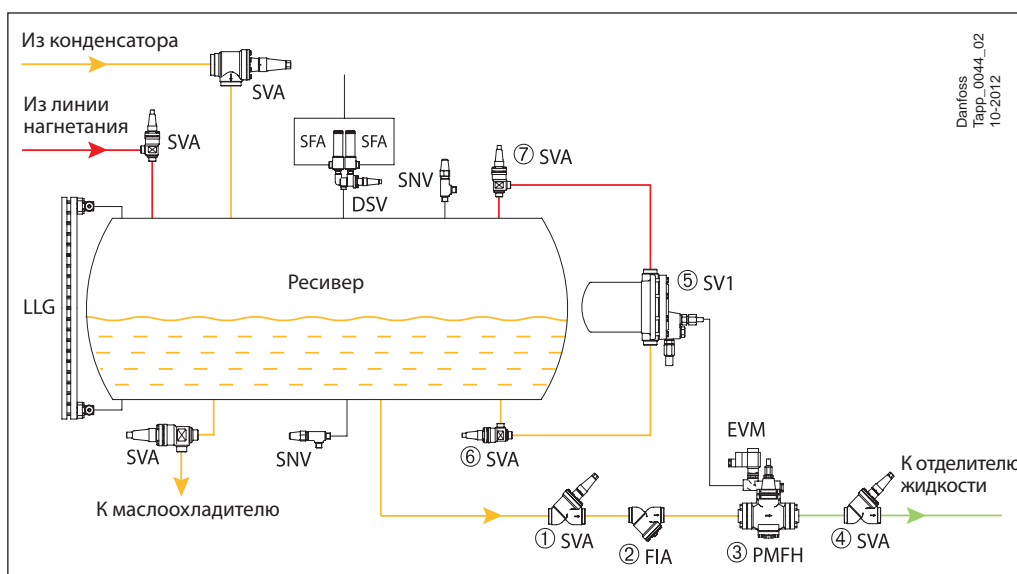 Из конденсатора
SVA
Из линии
нагнетания
SVA
SFA
SFA
DSV
SNV
⑦ SVA
Danfoss
Tapp_0044_02
10-2012
LLG
Ресивер
⑤ SV1
SVA
SNV
⑥ SVA
EVM
К маслоохладителю
К отделителю
жидкости
① SVA
② FIA
③ PMFH
④ SVA